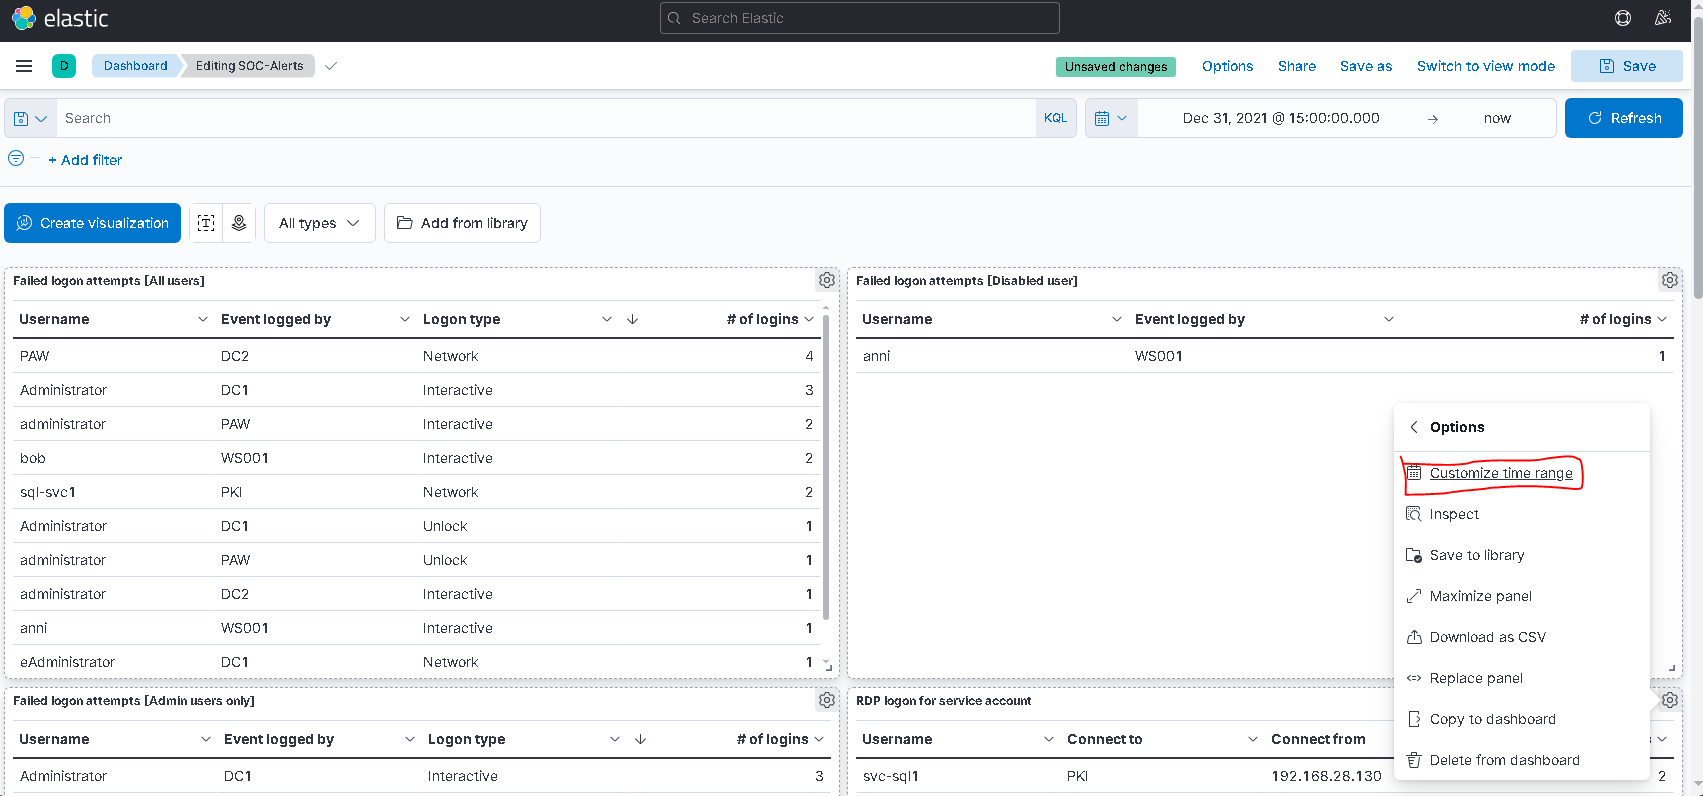 elastic
Search Elastic
D Dashboard Editing SOC-Alerts
Unsaved changes Options Share Save as Switch to view mode Save
Search KQL Dec 31, 2021 @ 15:00:00.000 → now Refresh
+ Add filter
Create visualization All types Add from library
Failed logon attempts [All users]
Username Event logged by Logon type # of logins
PAW DC2 Network 4
Administrator DC1 Interactive 3
administrator PAW Interactive 2
bob WS001 Interactive 2
sql-svc1 PKI Network 2
Administrator DC1 Unlock 1
administrator PAW Unlock 1
administrator DC2 Interactive 1
anni WS001 Interactive 1
eAdministrator DC1 Network 1
Failed logon attempts [Disabled user]
Username Event logged by # of logins
anni WS001 1
Options
Customize time range
Inspect
Save to library
Maximize panel
Download as CSV
Replace panel
Copy to dashboard
Delete from dashboard
Failed logon attempts [Admin users only]
Username Event logged by Logon type # of logins
Administrator DC1 Interactive 3
RDP logon for service account
Username Connect to Connect from s
svc-sql1 PKI 192.168.28.130 2